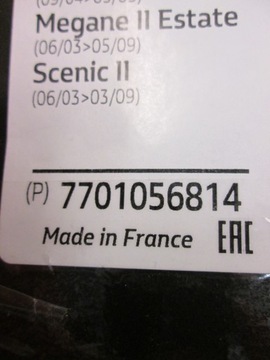 Megane II Estate
(06/03>05/09)
Scenic II
(06/03>03/09)
(P) 7701056814
Made in France EAC